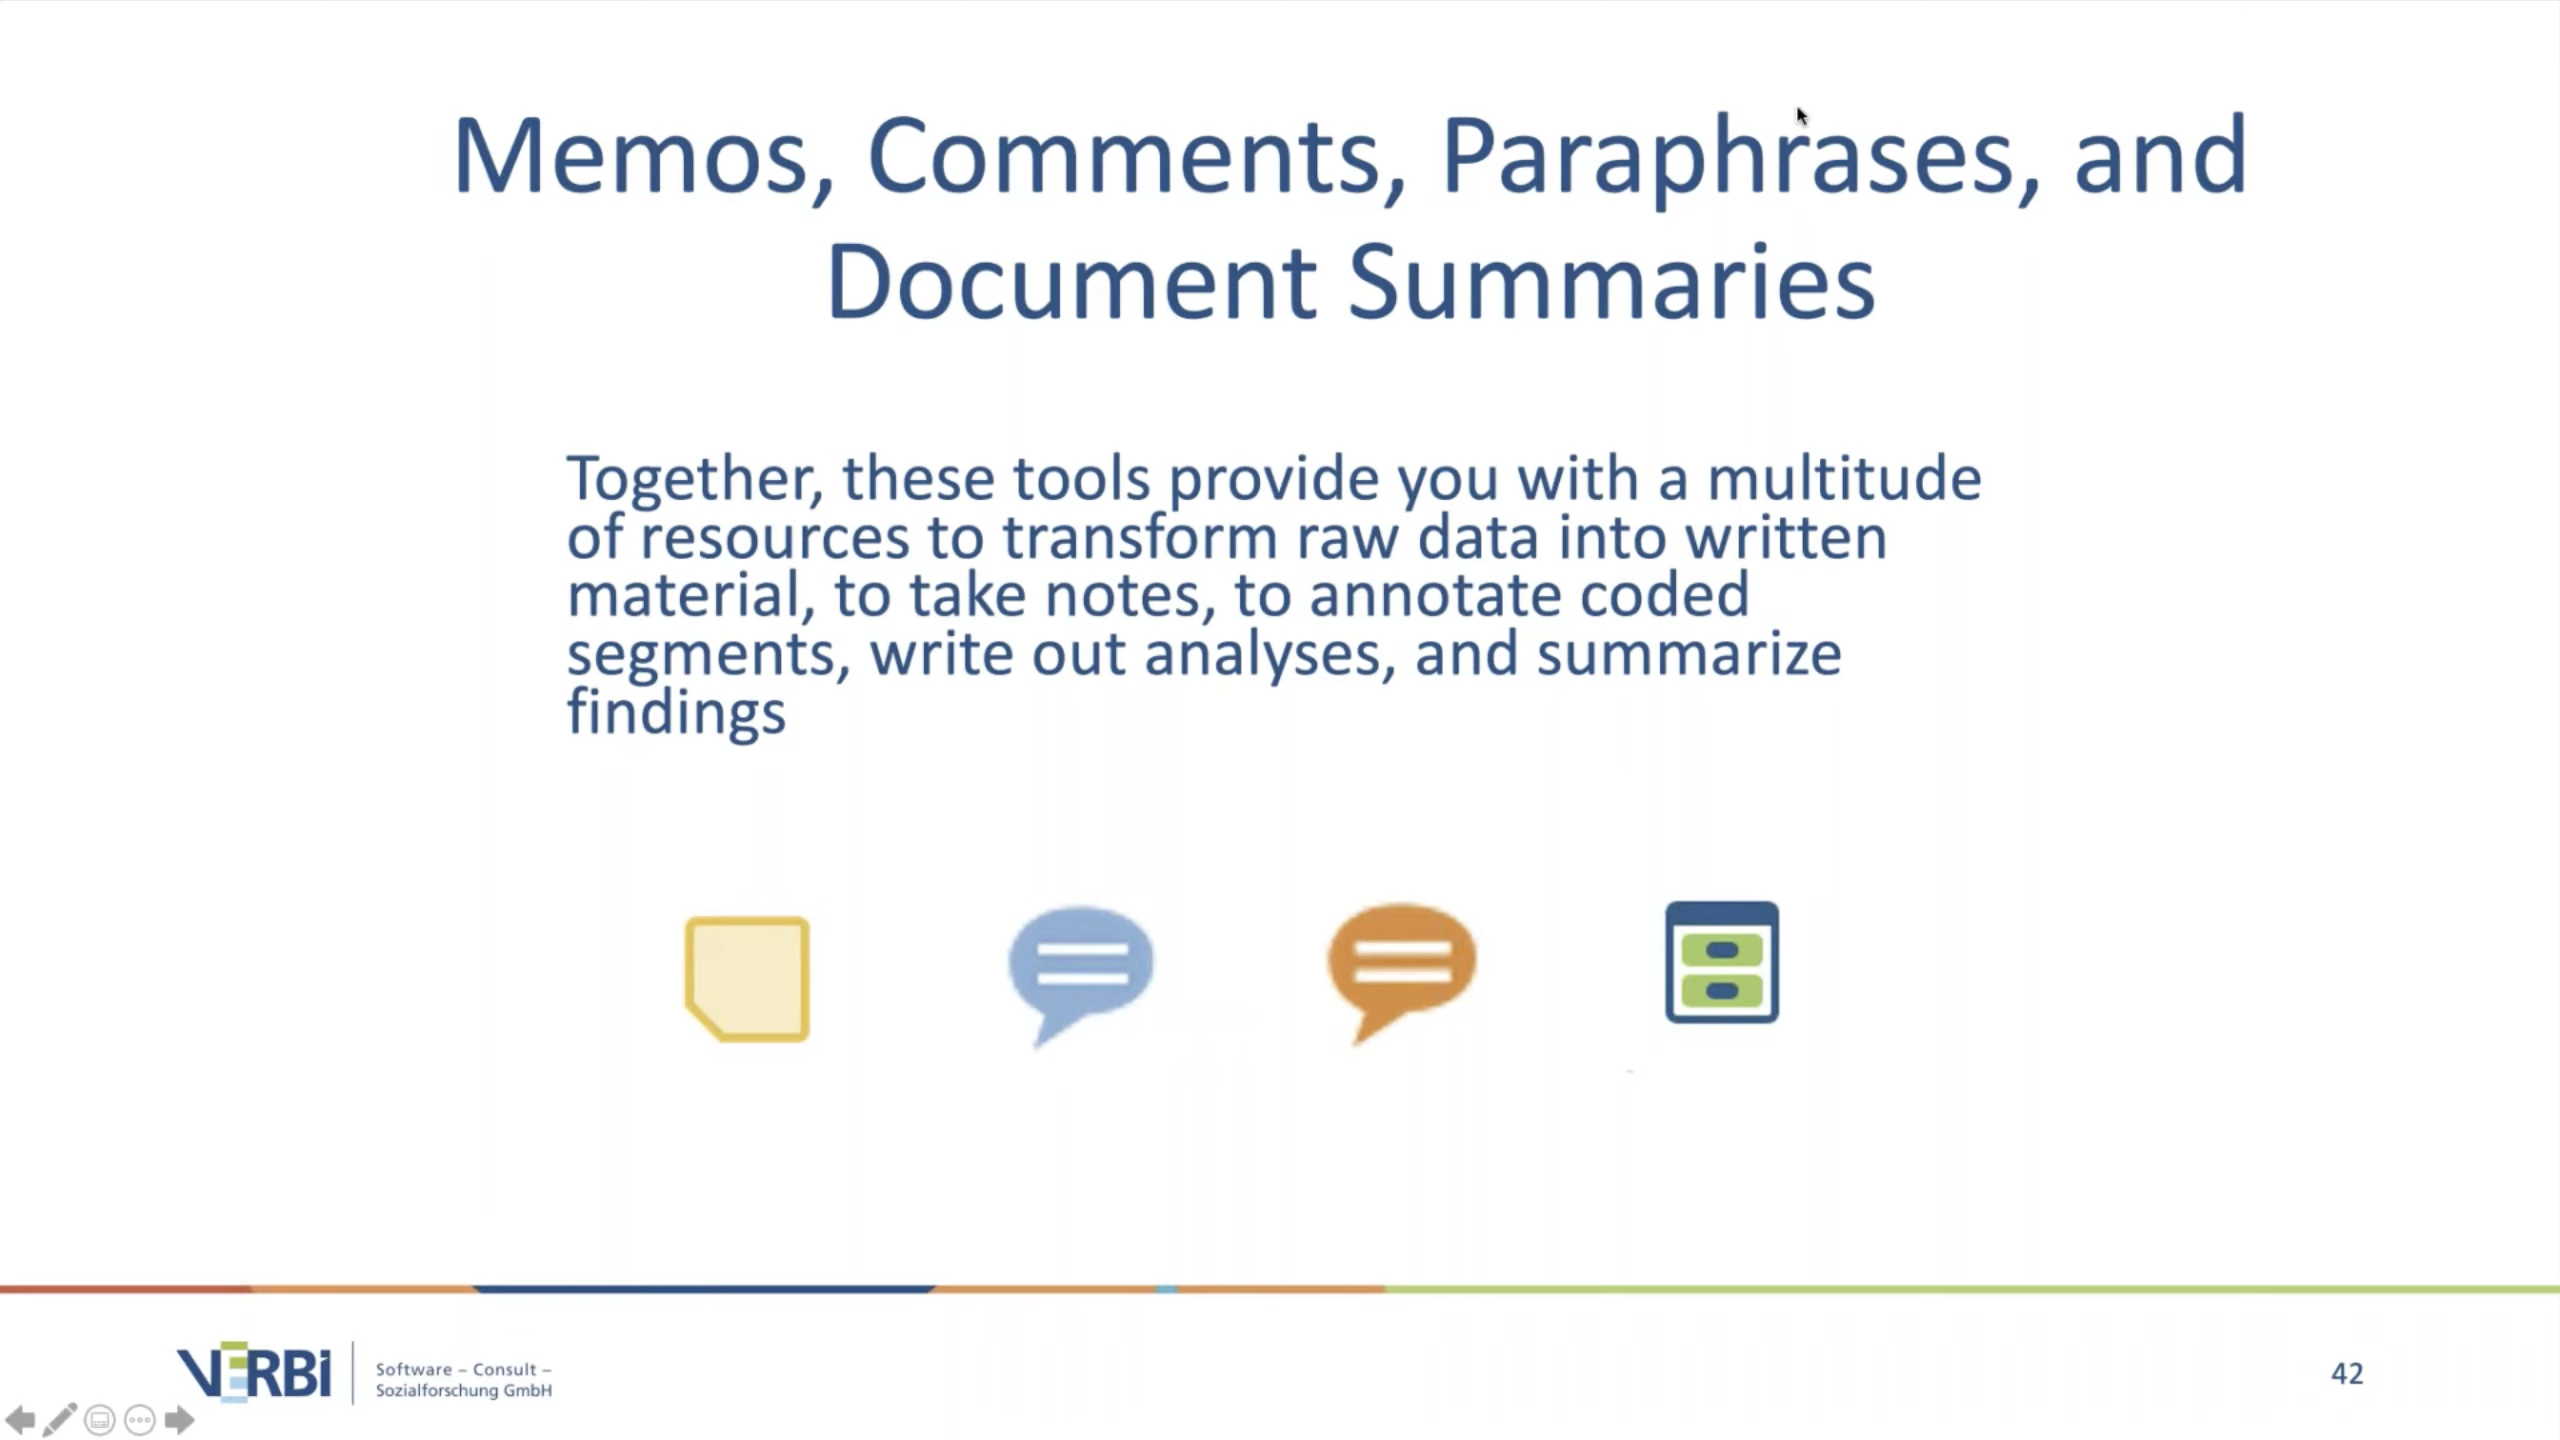 Memos, Comments, Paraphrases, and
Document Summaries
Together, these tools provide you with a multitude
of resources to transform raw data into written
material, to take notes, to annotate coded
segments, write out analyses, and summarize
findings
VERBI
Software – Consult –
Sozialforschung GmbH
42